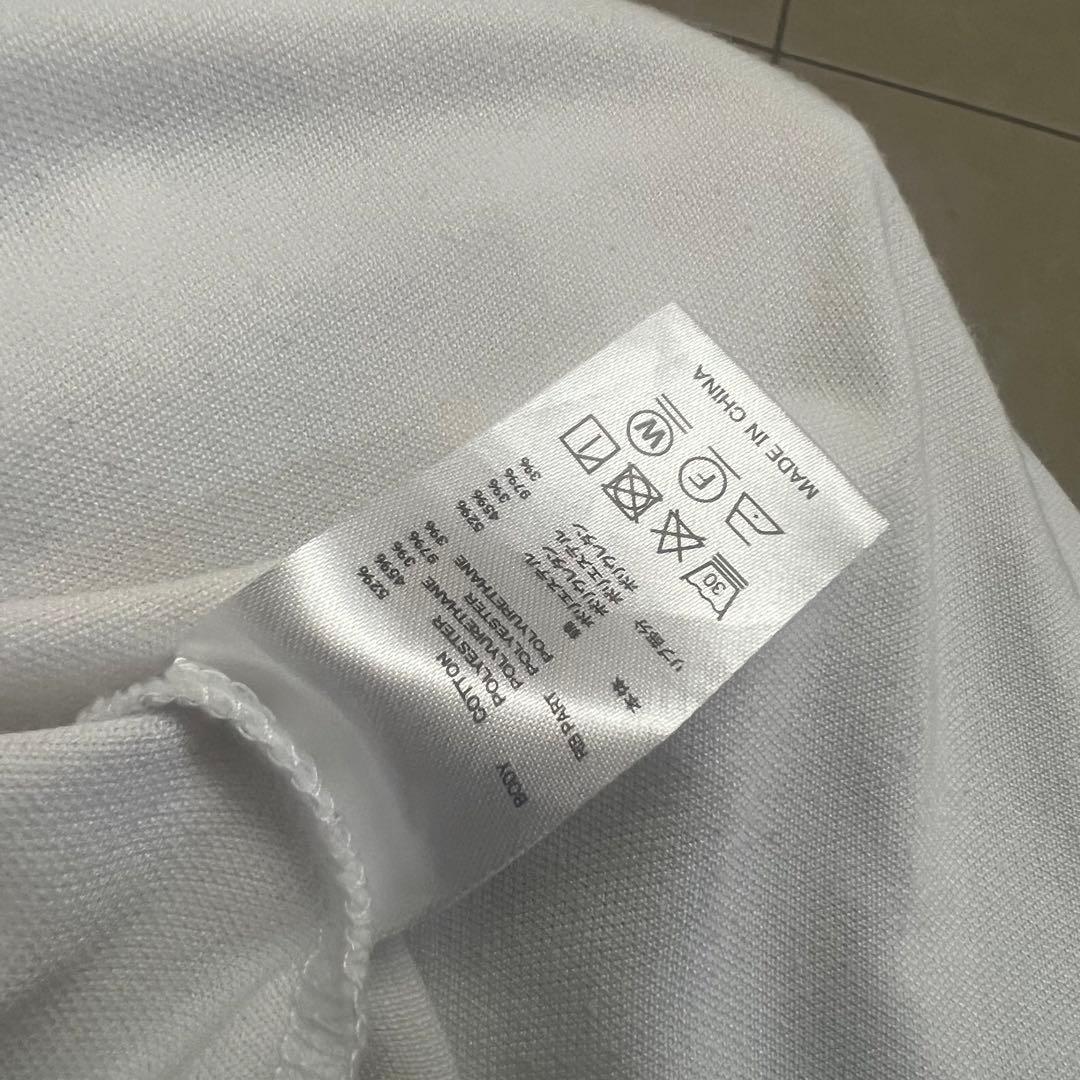 BODY COTTON 52%
POLYESTER 45%
POLYURETHANE 3%
RIB PART POLYESTER 97%
POLYURETHANE 3%
本体 綿 52%
ポリエステル 45%
ポリウレタン 3%
リブ部分 ポリエステル 97%
ポリウレタン 3%
30
F W
MADE IN CHINA